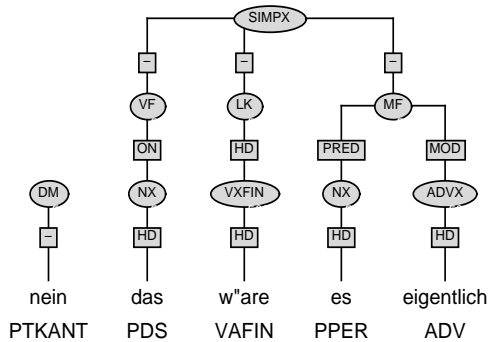 SIMPX
– – –
VF LK MF
ON HD PRED MOD
DM NX VXFIN NX ADVX
– HD HD HD HD
nein das w"are es eigentlich
PTKANT PDS VAFIN PPER ADV